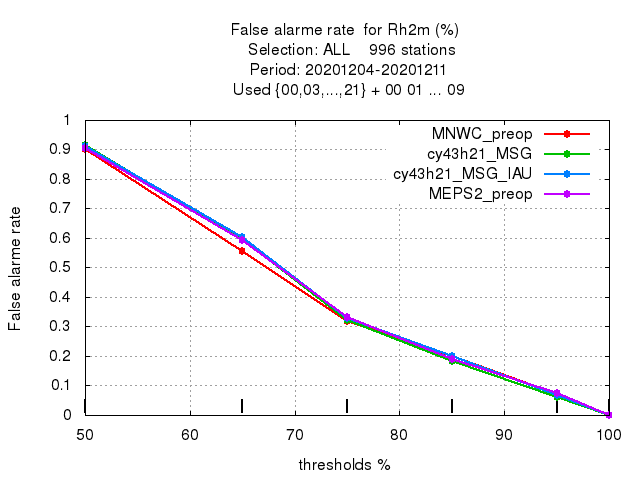 False alarme rate  for Rh2m (%)
Selection: ALL    996 stations
Period: 20201204-20201211
Used {00,03,...,21} + 00 01 ... 09
MNWC_preop
cy43h21_MSG
cy43h21_MSG_IAU
MEPS2_preop
False alarme rate
1
0.9
0.8
0.7
0.6
0.5
0.4
0.3
0.2
0.1
0
50 60 70 80 90 100
thresholds %